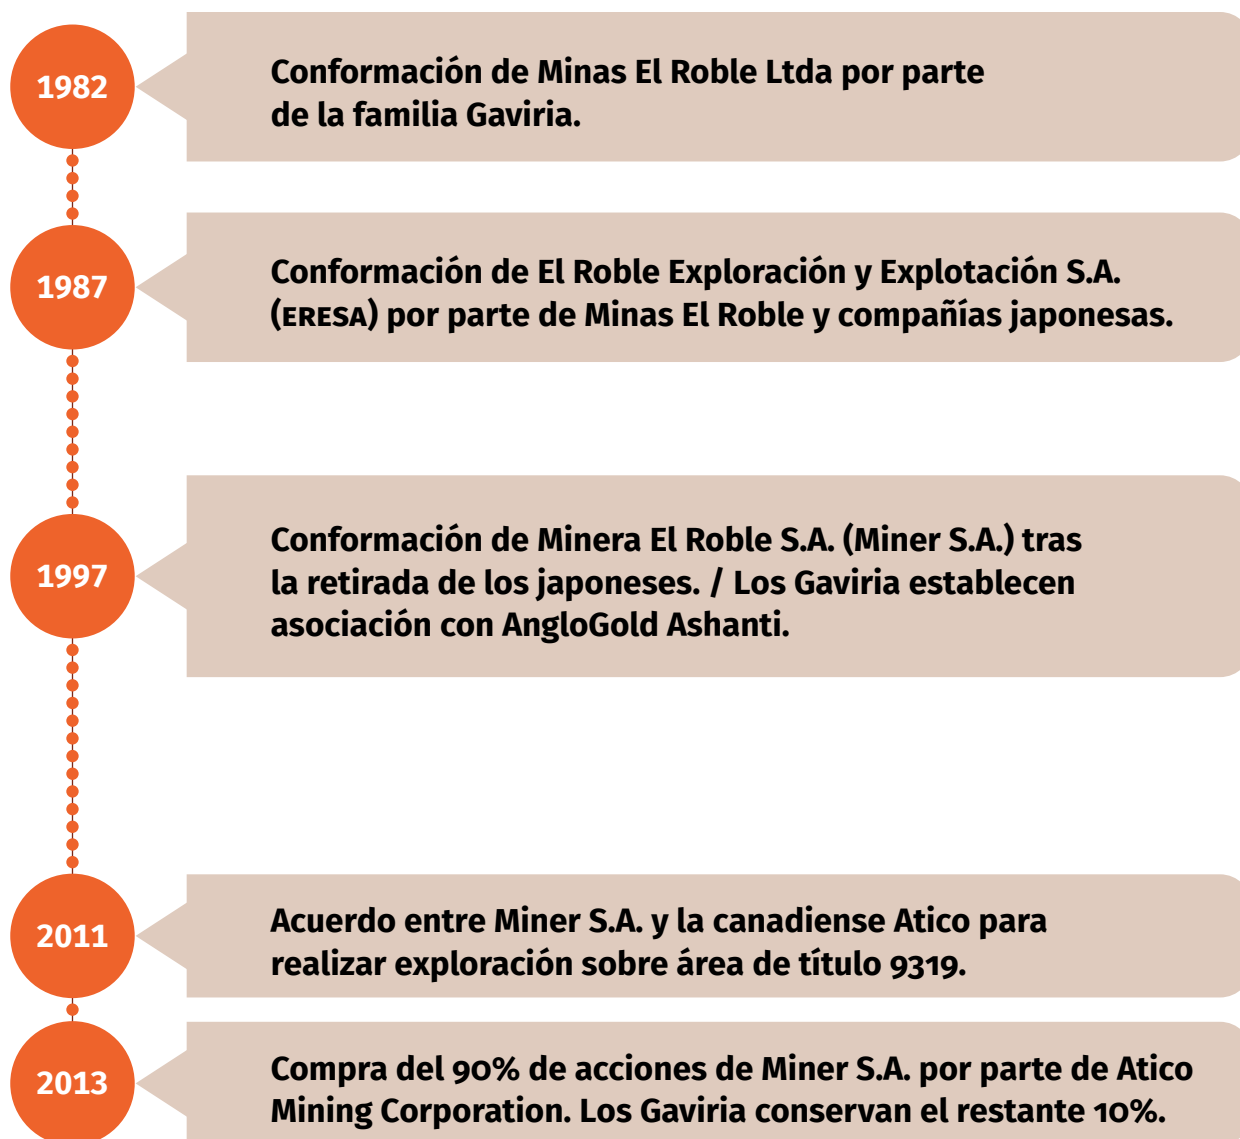 1982
Conformación de Minas El Roble Ltda por parte
de la familia Gaviria.
1987
Conformación de El Roble Exploración y Explotación S.A.
(ERESA) por parte de Minas El Roble y compañías japonesas.
1997
Conformación de Minera El Roble S.A. (Miner S.A.) tras
la retirada de los japoneses. / Los Gaviria establecen
asociación con AngloGold Ashanti.
2011
Acuerdo entre Miner S.A. y la canadiense Atico para
realizar exploración sobre área de título 9319.
2013
Compra del 90% de acciones de Miner S.A. por parte de Atico
Mining Corporation. Los Gaviria conservan el restante 10%.